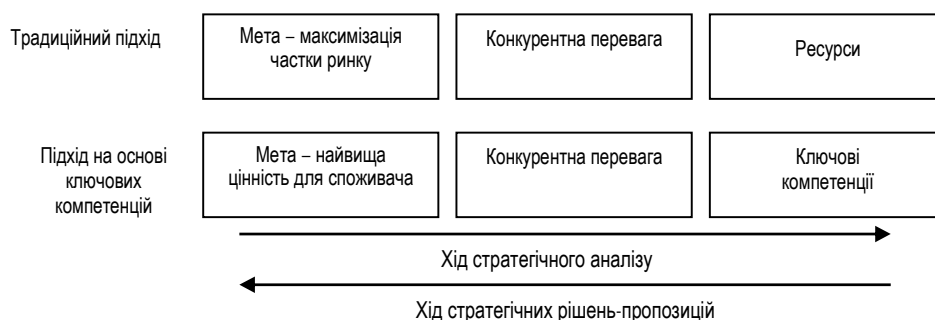 Традиційний підхід
Мета – максимізація
частки ринку
Конкурентна перевага
Ресурси
Підхід на основі
ключових
компетенцій
Мета – найвища
цінність для споживача
Конкурентна перевага
Ключові
компетенції
Хід стратегічного аналізу
Хід стратегічних рішень-пропозицій